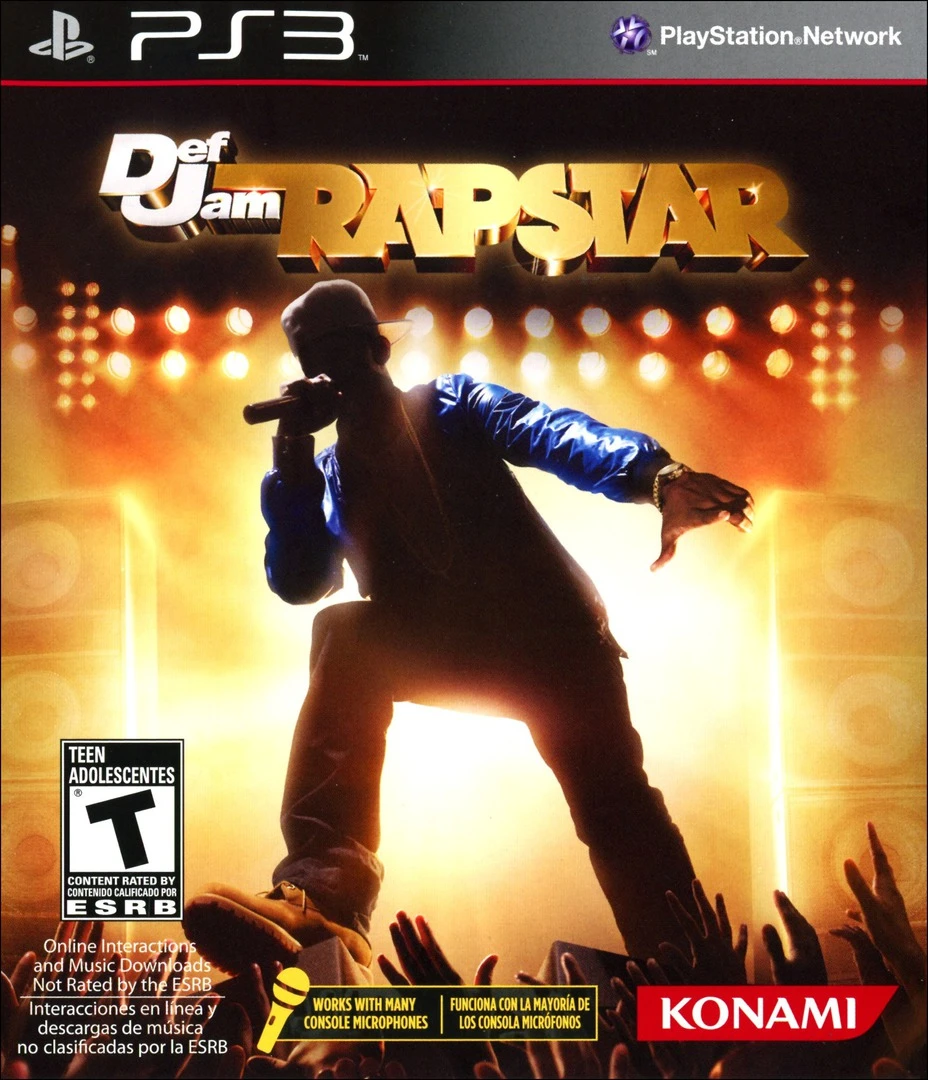 PS3™
PlayStation®Network
SM
Def Jam RAPSTAR
TEEN
ADOLESCENTES
®
T
CONTENT RATED BY
CONTENIDO CALIFICADO POR
ESRB
Online Interactions
and Music Downloads
Not Rated by the ESRB
Interacciones en línea y
descargas de música
no clasificadas por la ESRB
WORKS WITH MANY
CONSOLE MICROPHONES
FUNCIONA CON LA MAYORÍA DE
LOS CONSOLA MICRÓFONOS
KONAMI